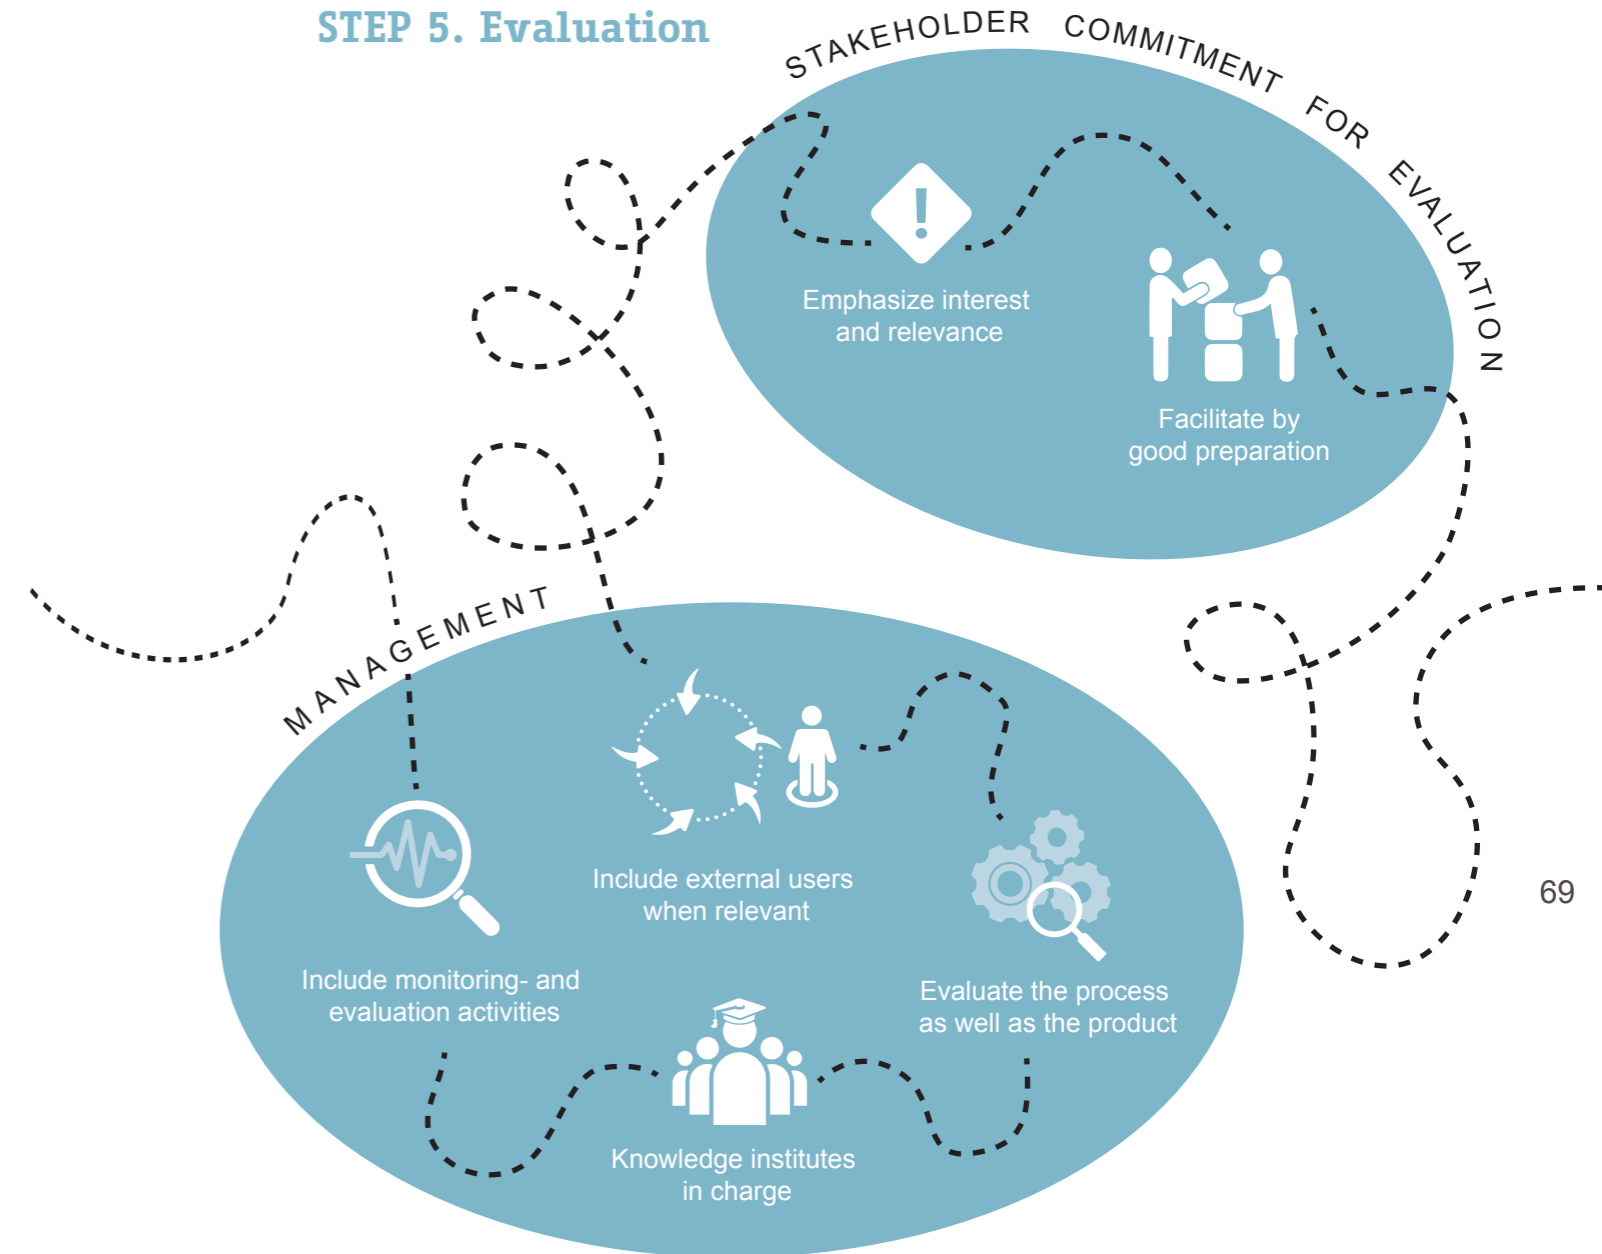 STEP 5. Evaluation
STAKEHOLDER COMMITMENT FOR EVALUATION
Emphasize interest
and relevance
Facilitate by
good preparation
MANAGEMENT
Include external users
when relevant
Include monitoring- and
evaluation activities
Evaluate the process
as well as the product
Knowledge institutes
in charge
69